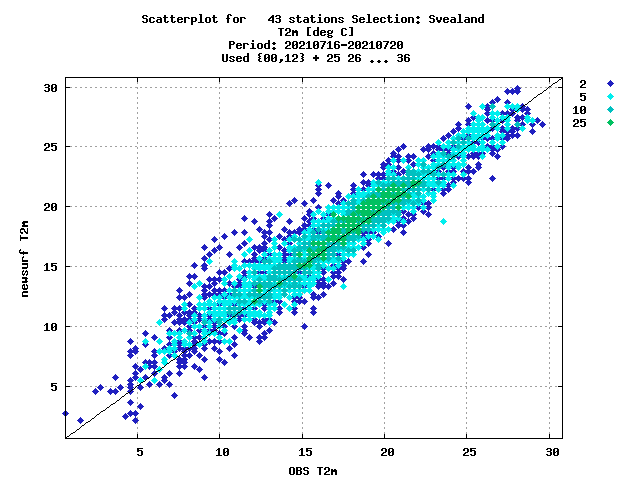 Scatterplot for   43 stations Selection: Svealand
T2m [deg C]
Period: 20210716-20210720
Used {00,12} + 25 26 ... 36
30
25
20
15
10
5
newsurf T2m
5 10 15 20 25 30
OBS T2m
2
5
10
25